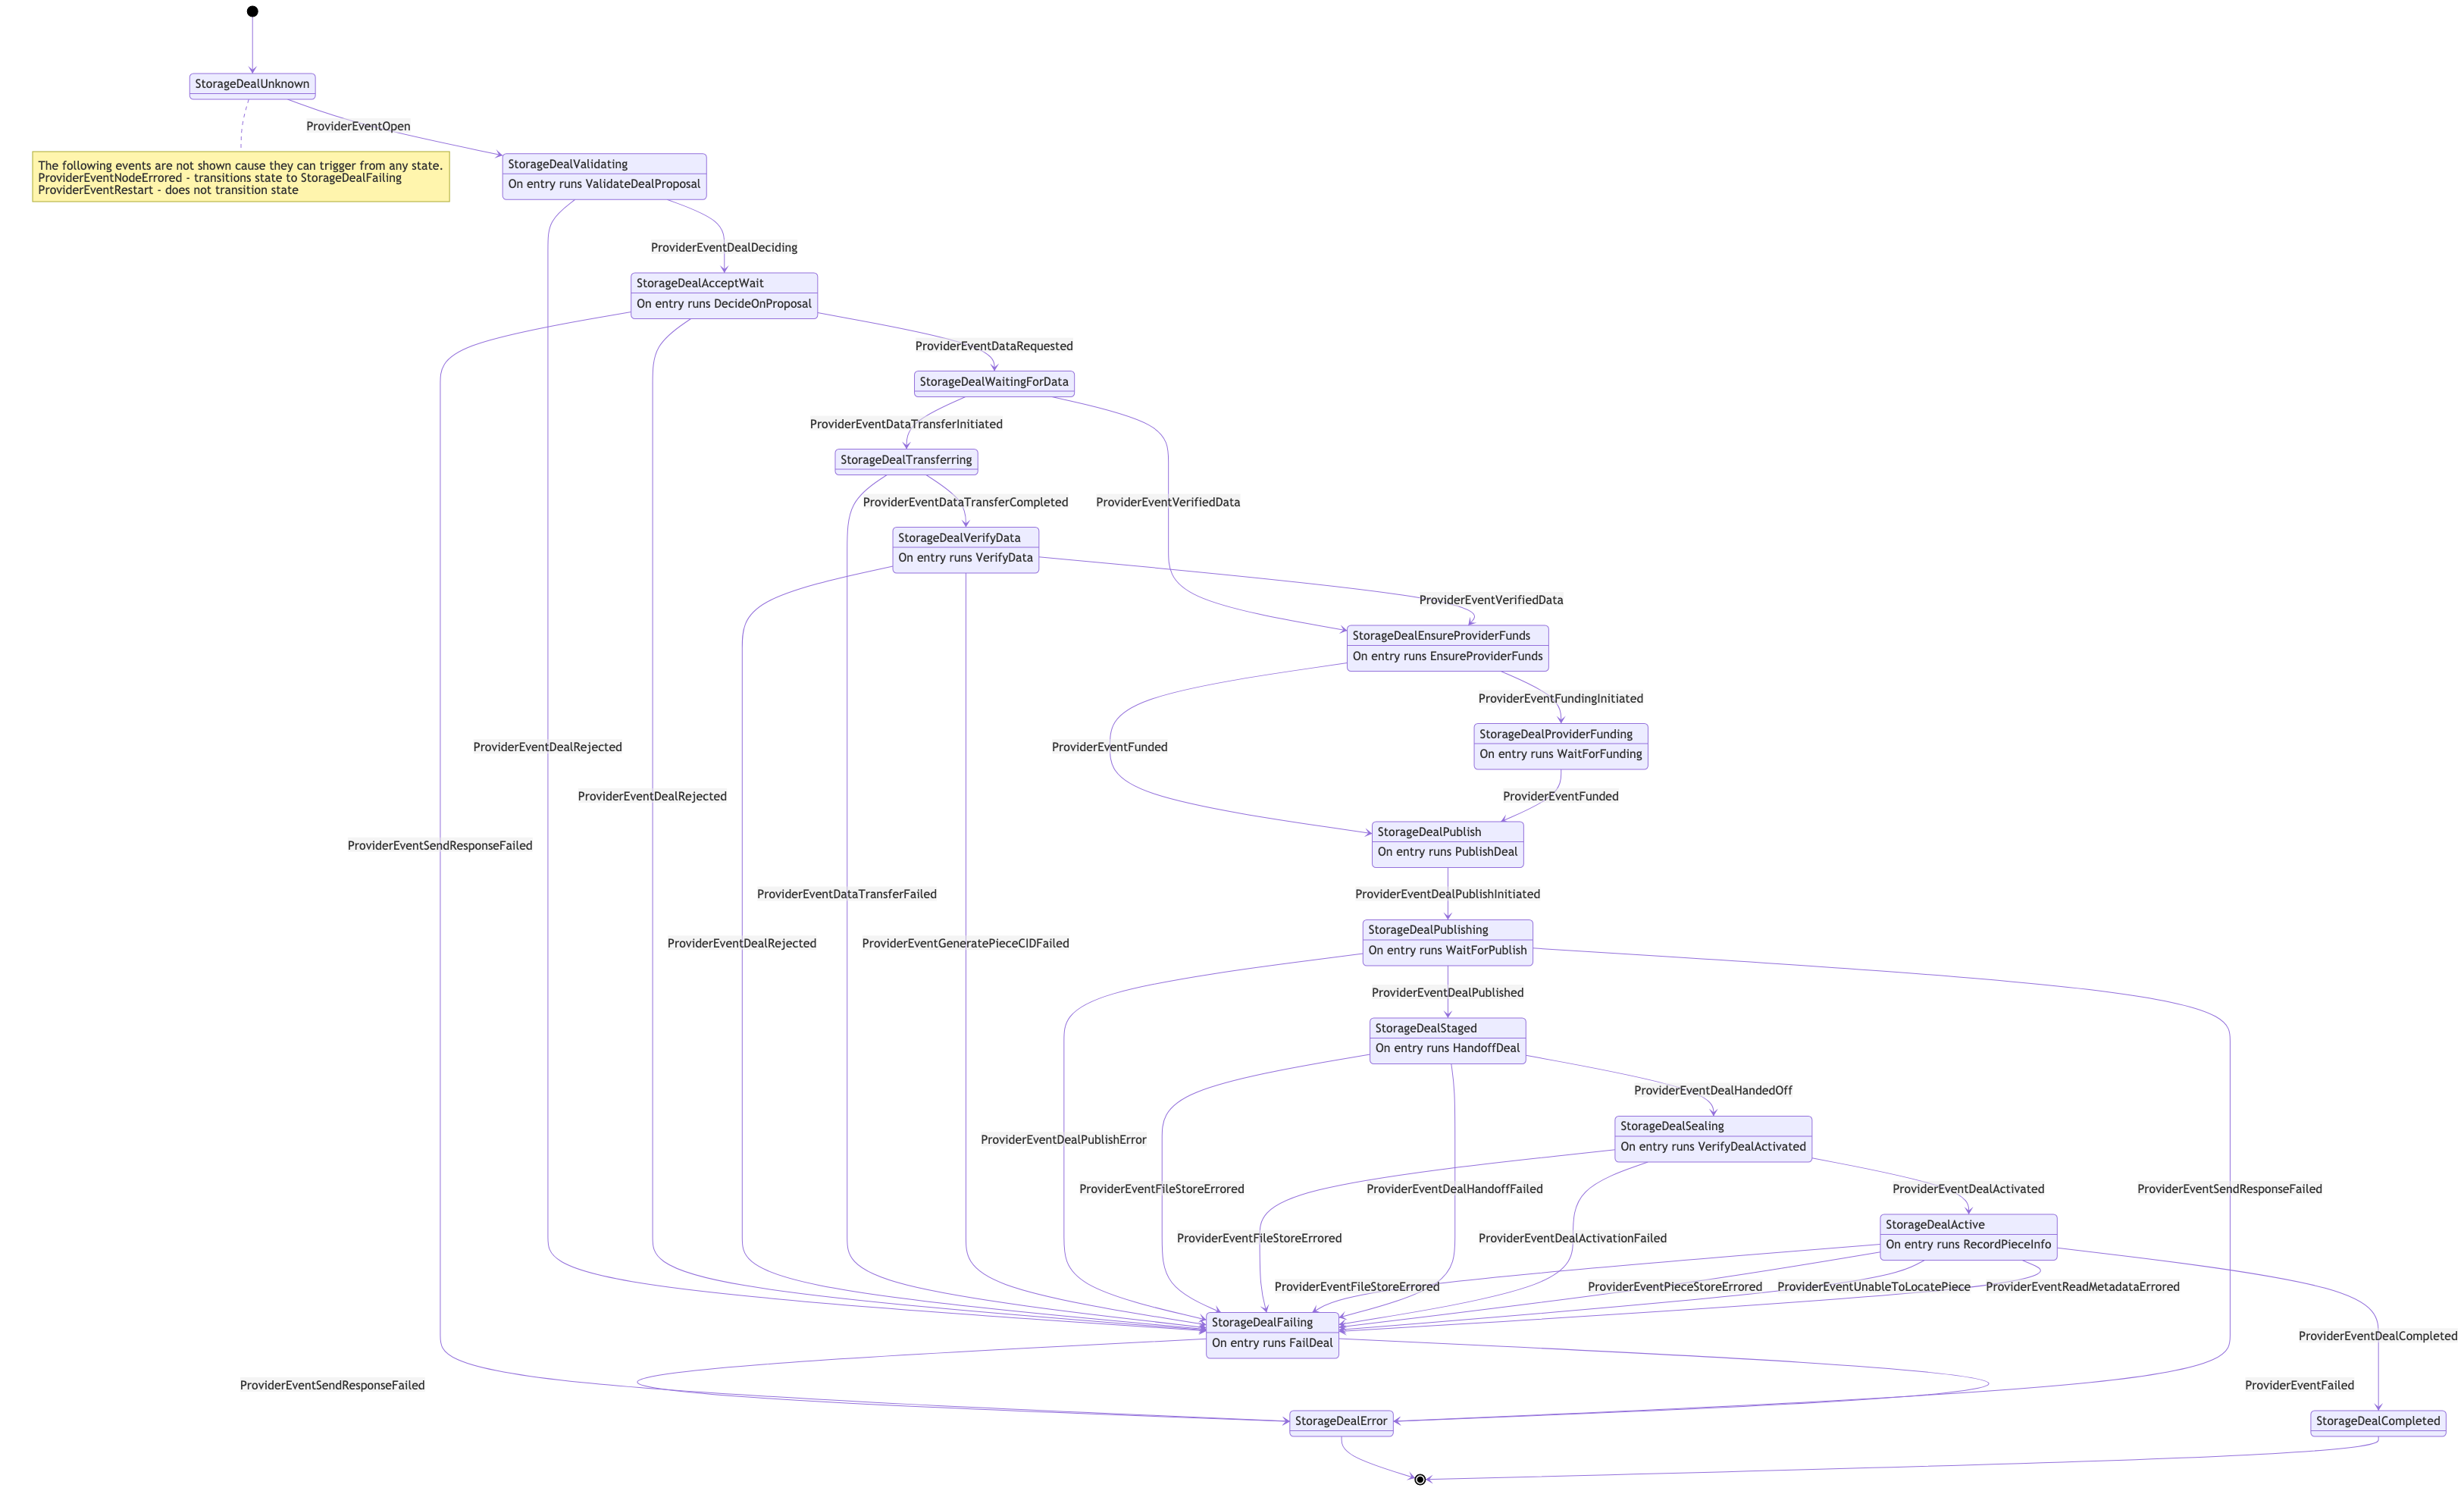 StorageDealUnknown
ProviderEventOpen
The following events are not shown cause they can trigger from any state.
ProviderEventNodeErrored - transitions state to StorageDealFailing
ProviderEventRestart - does not transition state
StorageDealValidating
On entry runs ValidateDealProposal
ProviderEventDealDeciding
StorageDealAcceptWait
On entry runs DecideOnProposal
ProviderEventDataRequested
StorageDealWaitingForData
ProviderEventDataTransferInitiated
StorageDealTransferring
ProviderEventDataTransferCompleted
ProviderEventVerifiedData
StorageDealVerifyData
On entry runs VerifyData
ProviderEventVerifiedData
StorageDealEnsureProviderFunds
On entry runs EnsureProviderFunds
ProviderEventFundingInitiated
StorageDealProviderFunding
On entry runs WaitForFunding
ProviderEventDealRejected
ProviderEventFunded
ProviderEventDealRejected
ProviderEventFunded
StorageDealPublish
On entry runs PublishDeal
ProviderEventSendResponseFailed
ProviderEventDataTransferFailed
ProviderEventDealPublishInitiated
StorageDealPublishing
On entry runs WaitForPublish
ProviderEventDealRejected
ProviderEventGeneratePieceCIDFailed
ProviderEventDealPublished
StorageDealStaged
On entry runs HandoffDeal
ProviderEventDealHandedOff
StorageDealSealing
On entry runs VerifyDealActivated
ProviderEventDealPublishError
ProviderEventFileStoreErrored
ProviderEventDealHandoffFailed
ProviderEventDealActivated
ProviderEventSendResponseFailed
StorageDealActive
On entry runs RecordPieceInfo
ProviderEventFileStoreErrored
ProviderEventDealActivationFailed
ProviderEventFileStoreErrored
ProviderEventPieceStoreErrored
ProviderEventUnableToLocatePiece
ProviderEventReadMetadataErrored
StorageDealFailing
On entry runs FailDeal
ProviderEventDealCompleted
ProviderEventSendResponseFailed
ProviderEventFailed
StorageDealError
StorageDealCompleted